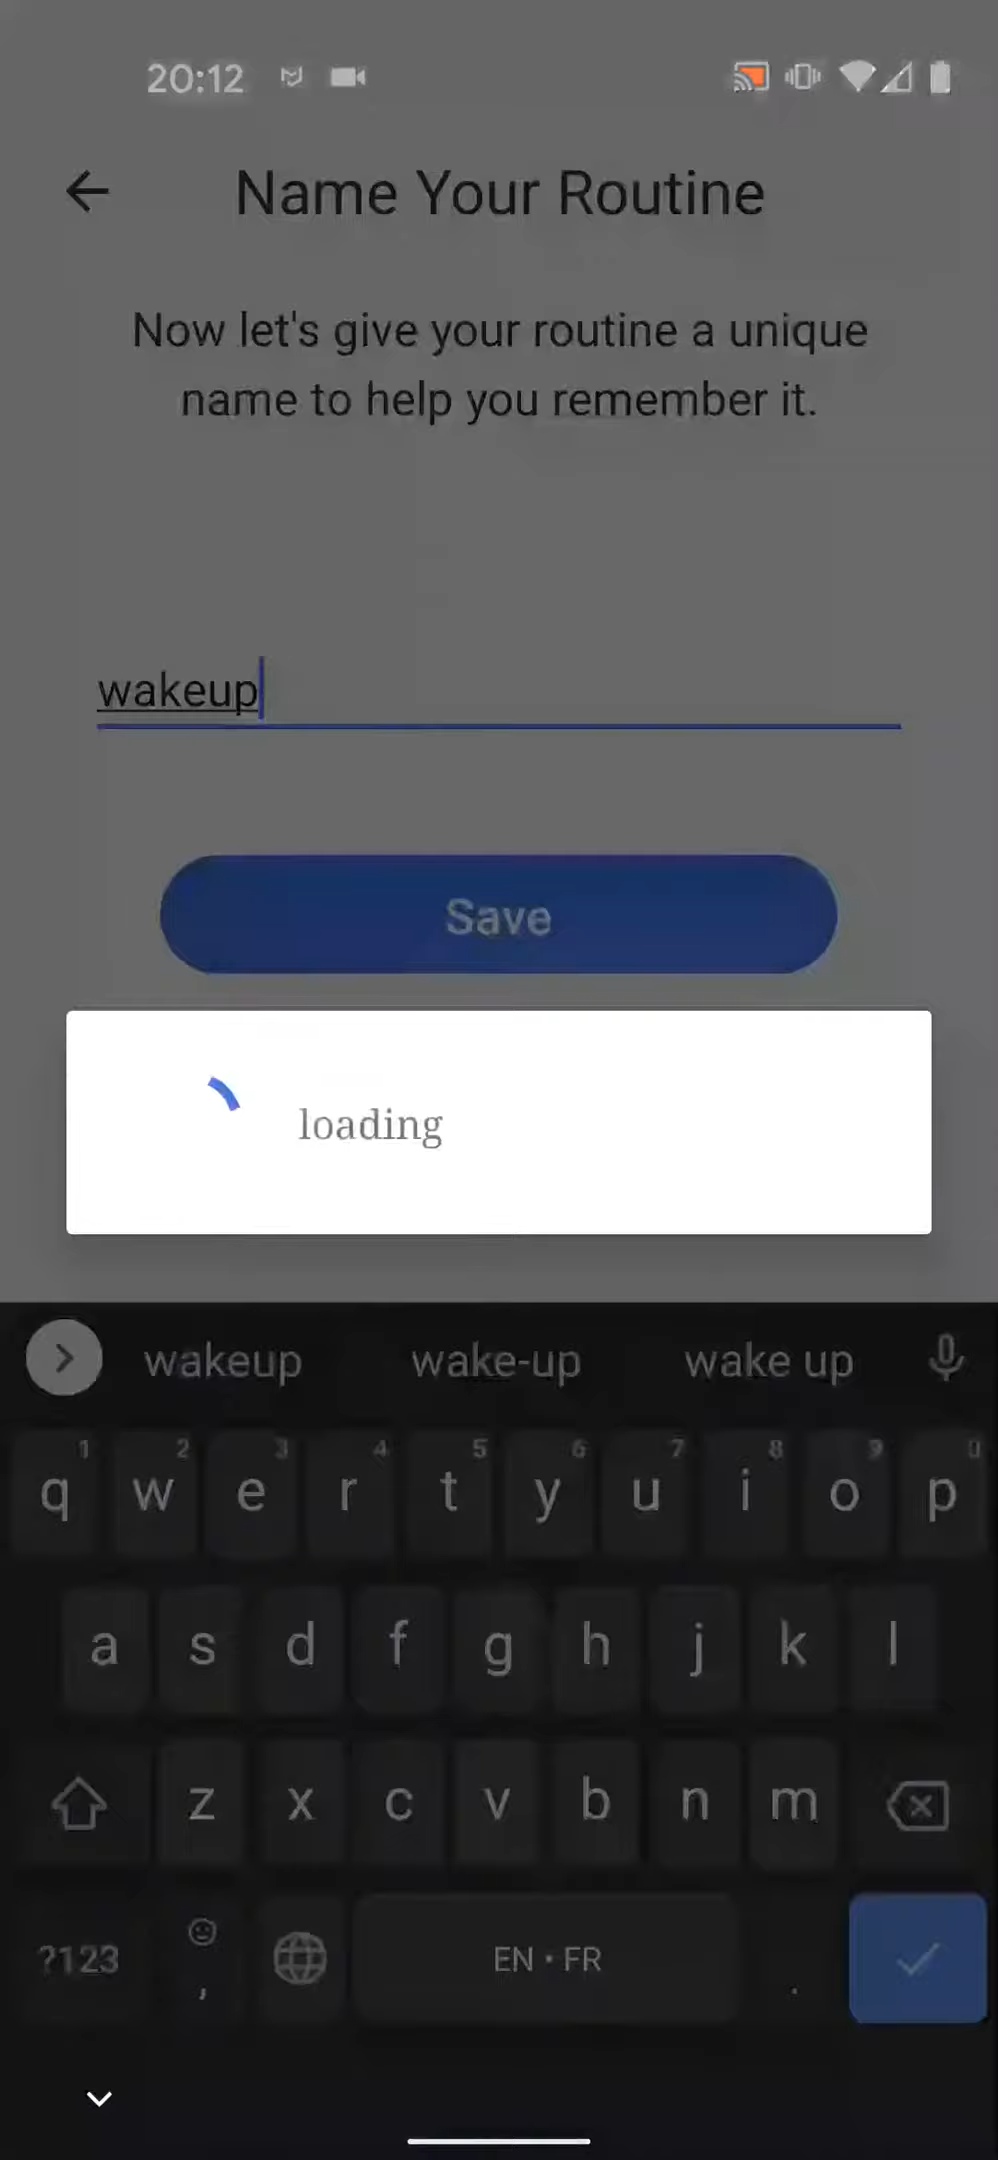 20:12
Name Your Routine
Now let's give your routine a unique
name to help you remember it.
wakeup
Save
loading
wakeup wake-up wake up
1 2 3 4 5 6 7 8 9 0
q w e r t y u i o p
a s d f g h j k l
z x c v b n m
?123 , EN • FR .